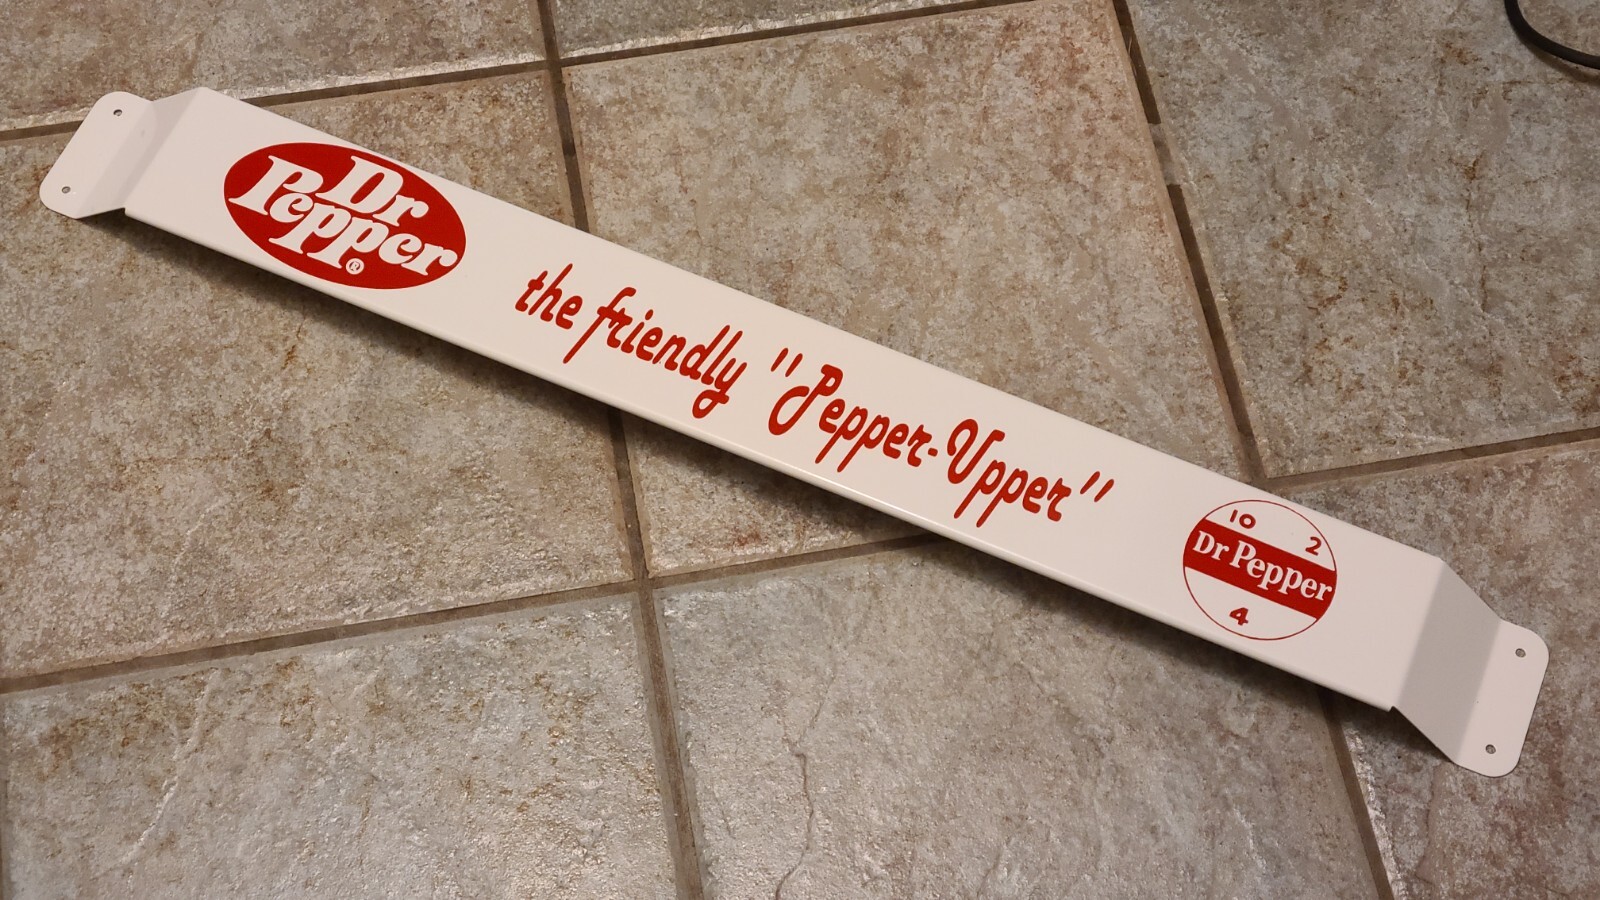 Dr
Pepper
®
the friendly "Pepper-Upper"
10
2
Dr Pepper
4